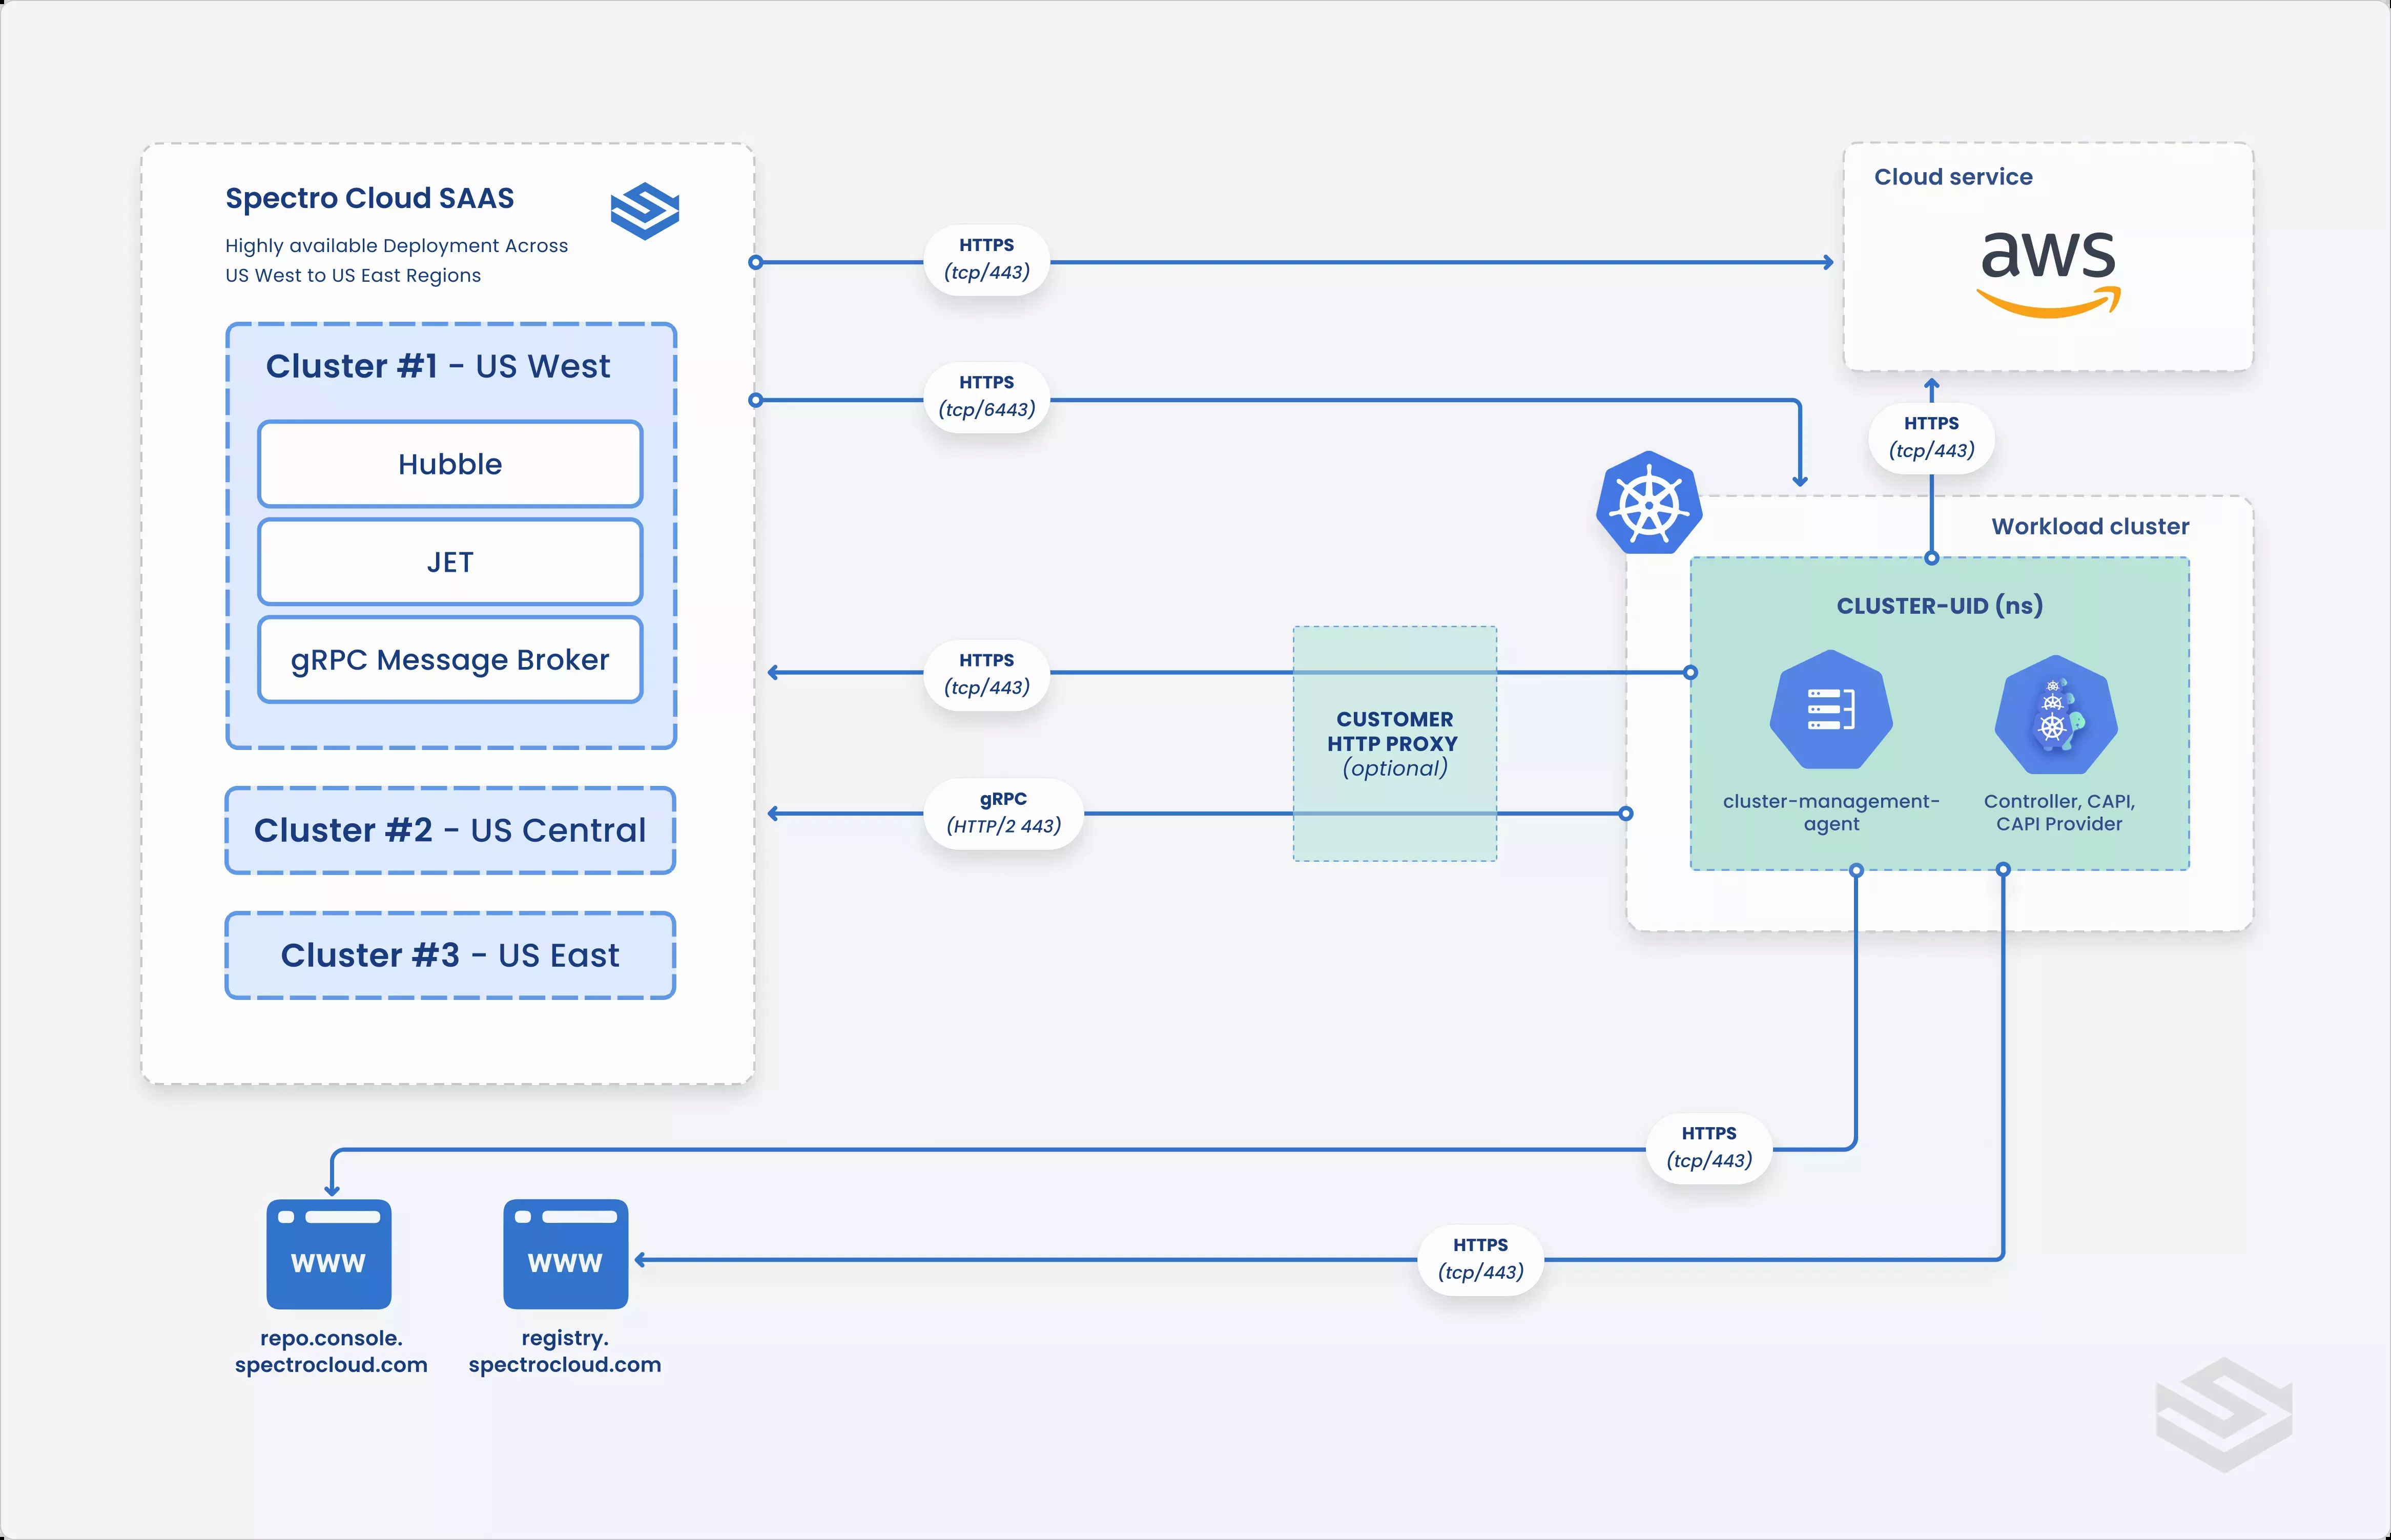 Spectro Cloud SAAS
Highly available Deployment Across
US West to US East Regions
Cluster #1 - US West
Hubble
JET
gRPC Message Broker
Cluster #2 - US Central
Cluster #3 - US East
HTTPS
(tcp/443)
HTTPS
(tcp/6443)
HTTPS
(tcp/443)
gRPC
(HTTP/2 443)
CUSTOMER
HTTP PROXY
(optional)
Cloud service
aws
HTTPS
(tcp/443)
Workload cluster
CLUSTER-UID (ns)
cluster-management-
agent
Controller, CAPI,
CAPI Provider
HTTPS
(tcp/443)
HTTPS
(tcp/443)
www
repo.console.
spectrocloud.com
www
registry.
spectrocloud.com